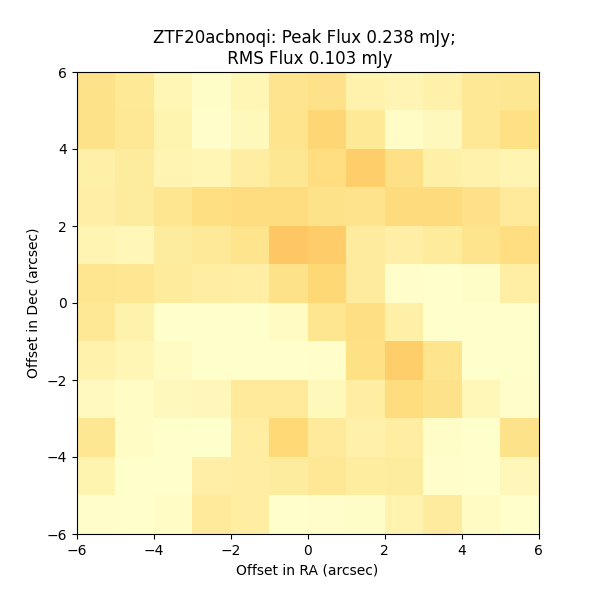 ZTF20acbnoqi: Peak Flux 0.238 mJy;
RMS Flux 0.103 mJy
6
4
2
0
−2
−4
−6
Offset in Dec (arcsec)
−6 −4 −2 0 2 4 6
Offset in RA (arcsec)